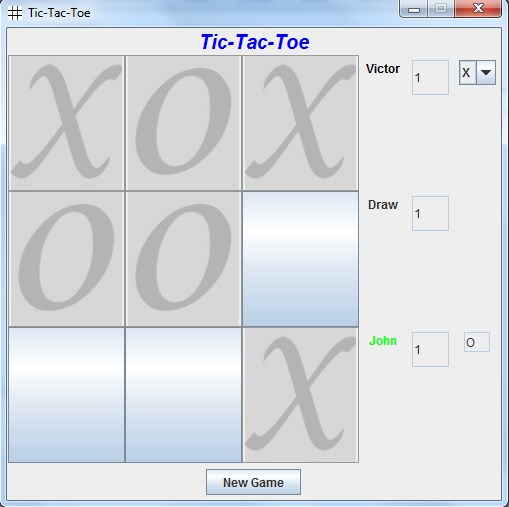 Tic-Tac-Toe
Tic-Tac-Toe
X O X
Victor 1 X
O O
Draw 1
X
John 1 O
New Game